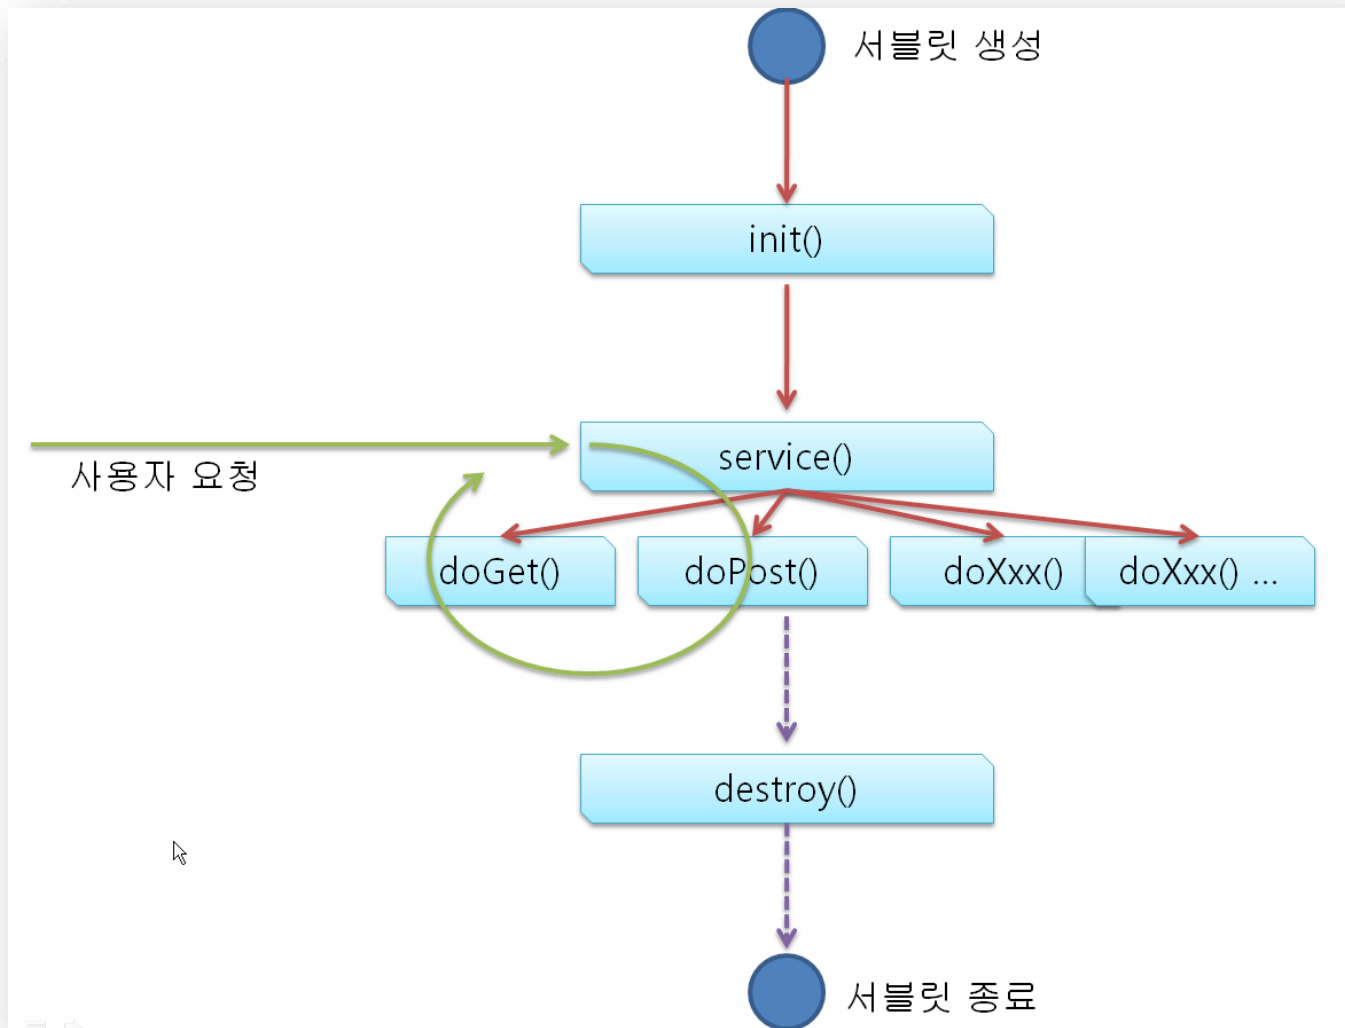 서블릿 생성
init()
service()
사용자 요청
doGet()
doPost()
doXxx()
doXxx() ...
destroy()
서블릿 종료